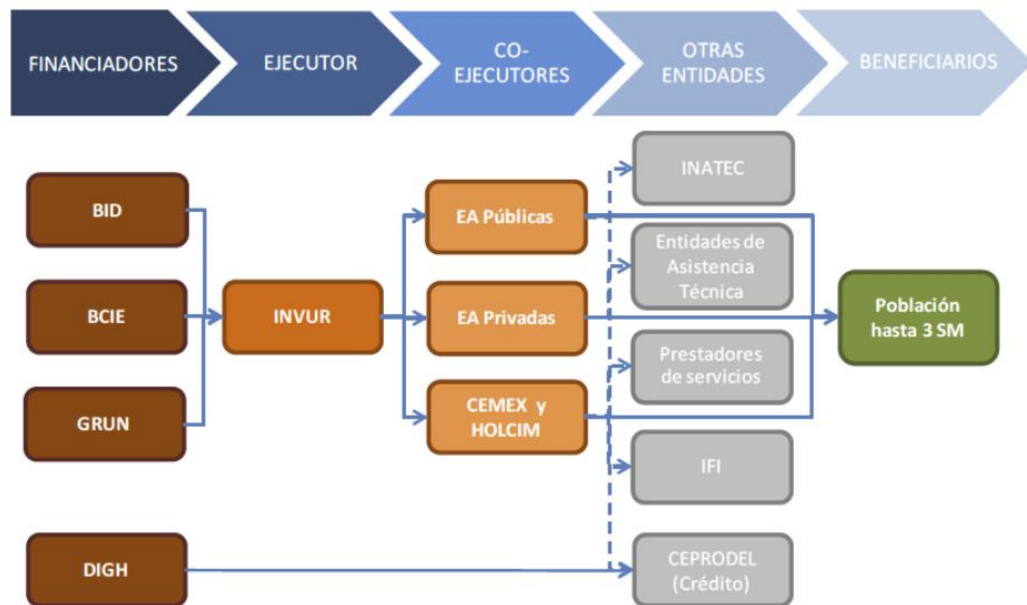 FINANCIADORES
EJECUTOR
CO-
EJECUTORES
OTRAS
ENTIDADES
BENEFICIARIOS
BID
BCIE
GRUN
DIGH
INVUR
EA Públicas
EA Privadas
CEMEX y
HOLCIM
INATEC
Entidades de
Asistencia
Técnica
Prestadores
de servicios
IFI
CEPRODEL
(Crédito)
Población
hasta 3 SM